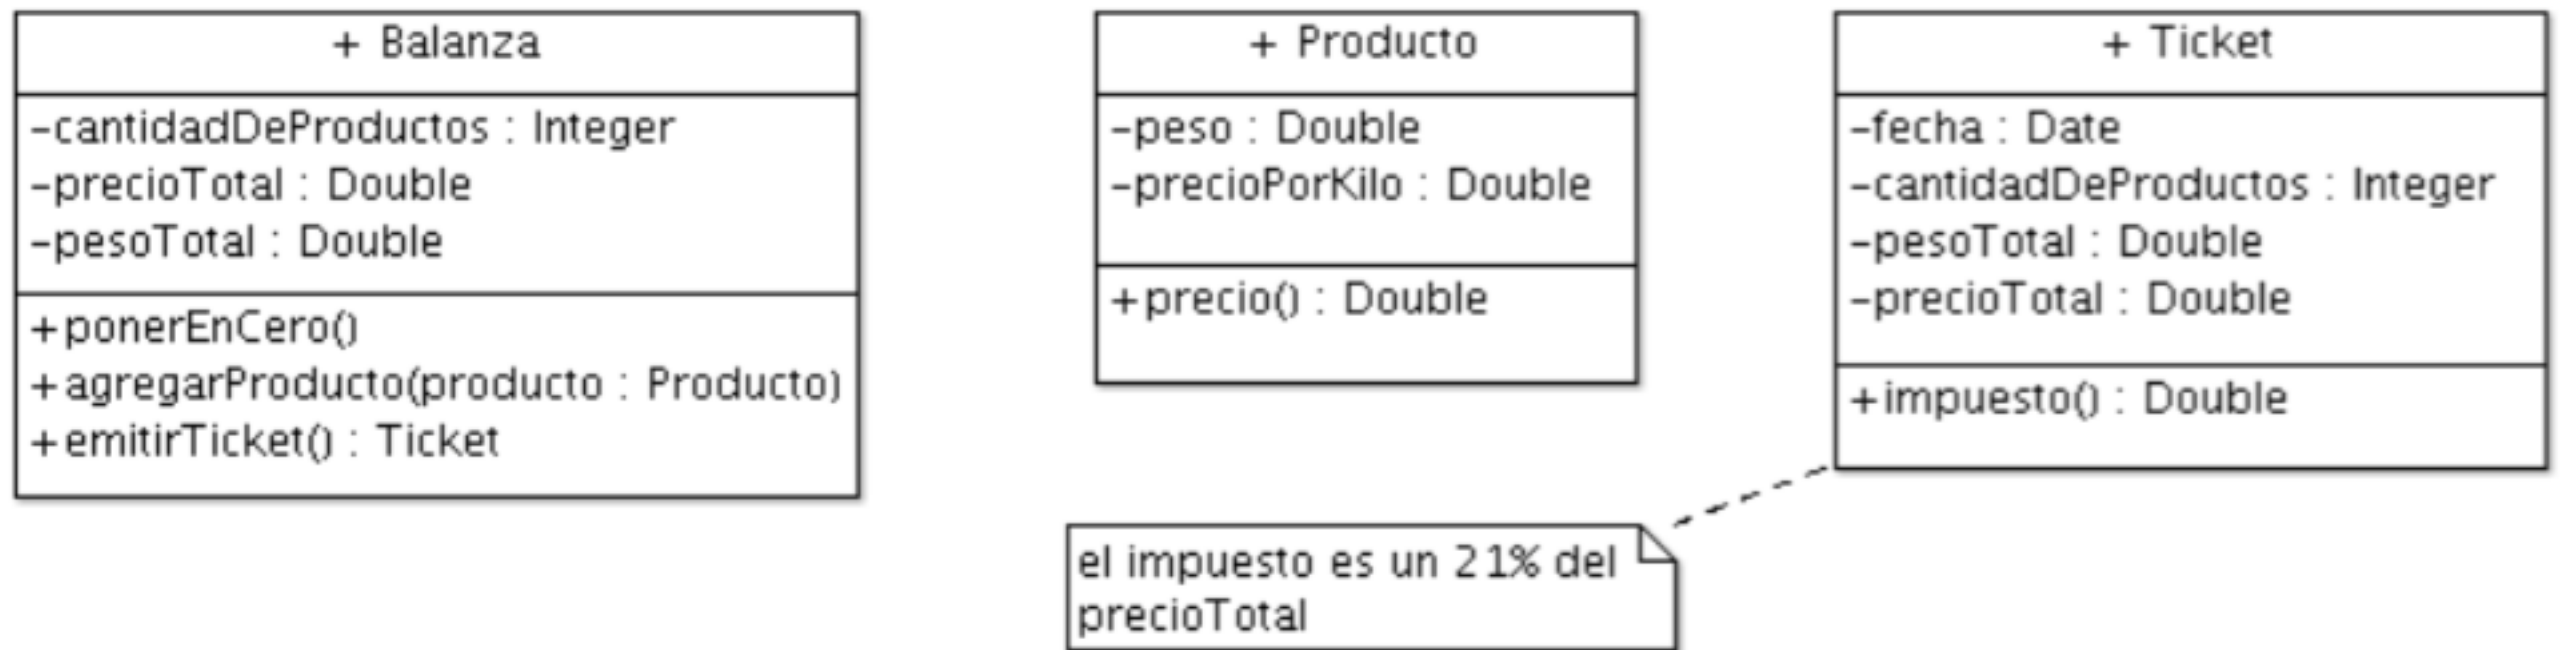 + Balanza
-cantidadDeProductos : Integer
-precioTotal : Double
-pesoTotal : Double
+ponerEnCero()
+agregarProducto(producto : Producto)
+emitirTicket() : Ticket
+ Producto
-peso : Double
-precioPorKilo : Double
+precio() : Double
+ Ticket
-fecha : Date
-cantidadDeProductos : Integer
-pesoTotal : Double
-precioTotal : Double
+impuesto() : Double
el impuesto es un 21% del
precioTotal